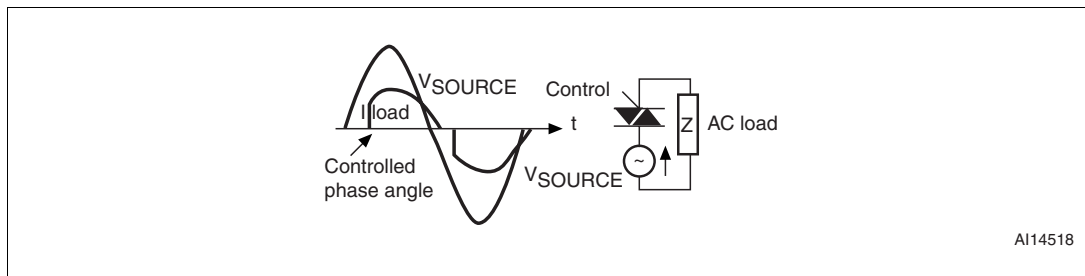 VSOURCE
I load
t
Controlled
phase angle
VSOURCE
Control
~
Z
AC load
AI14518